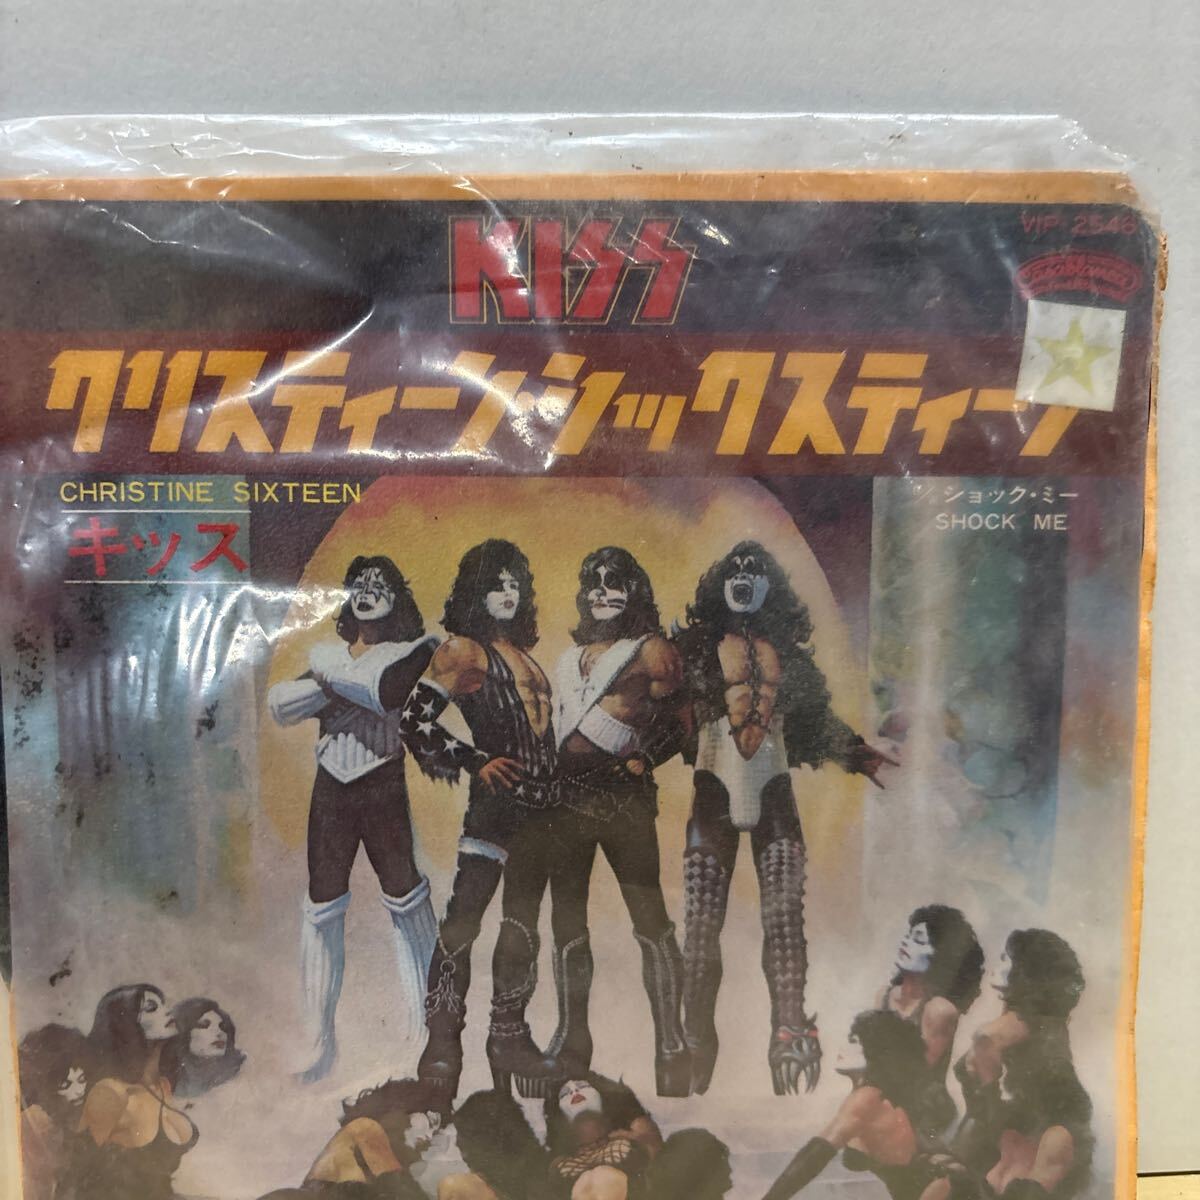 KISS
VIP-2546
Casablanca
クリスティーン・シックスティーン
CHRISTINE SIXTEEN
キッス
c/w ショック・ミー
SHOCK ME